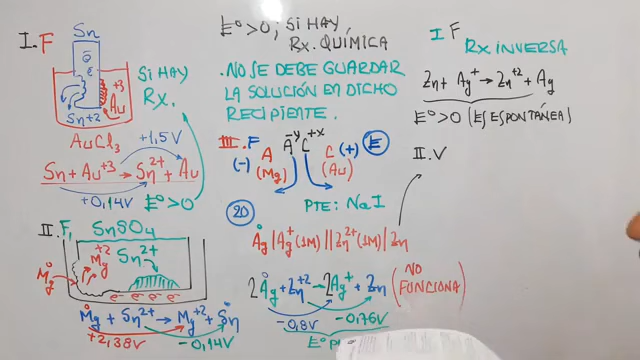 I. F
Sn
ē
e⁻
+3
Au
Sn+2
AuCl3
Si HAY
Rx.
+1,5V
Sn + Au+3 → Sn2+ + Au
+0,14V
E°>0
II. F
SnSO4
Mg°
Mg+2
Sn2+
e⁻ e⁻ e⁻ e⁻
Mg° + Sn2+ → Mg+2 + Sn°
+2,38V
-0,14V
E°>0; Si HAY
Rx. QUÍMICA
. NO SE DEBE GUARDAR
LA SOLUCIÓN EN DICHO
RECIPIENTE.
III. F
A-y C+x
E
(-) A
(Mg)
C (+)
(Au)
PTE: NaI
20
Ag° | Ag+(1M) || Zn2+(1M) | Zn
2Ag° + Zn+2 → 2Ag+ + Zn
(NO
FUNCIONA)
-0,8V
-0,76V
I F
Rx INVERSA
Zn + Ag+ → Zn+2 + Ag
E°>0 (ES ESPONTÁNEA)
II. V